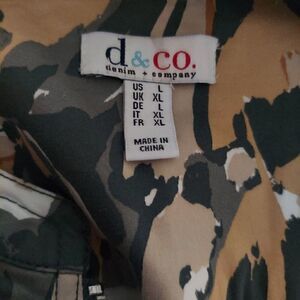 d&co.
denim + company
US L
UK XL
DE L
IT XL
FR XL
MADE IN
CHINA